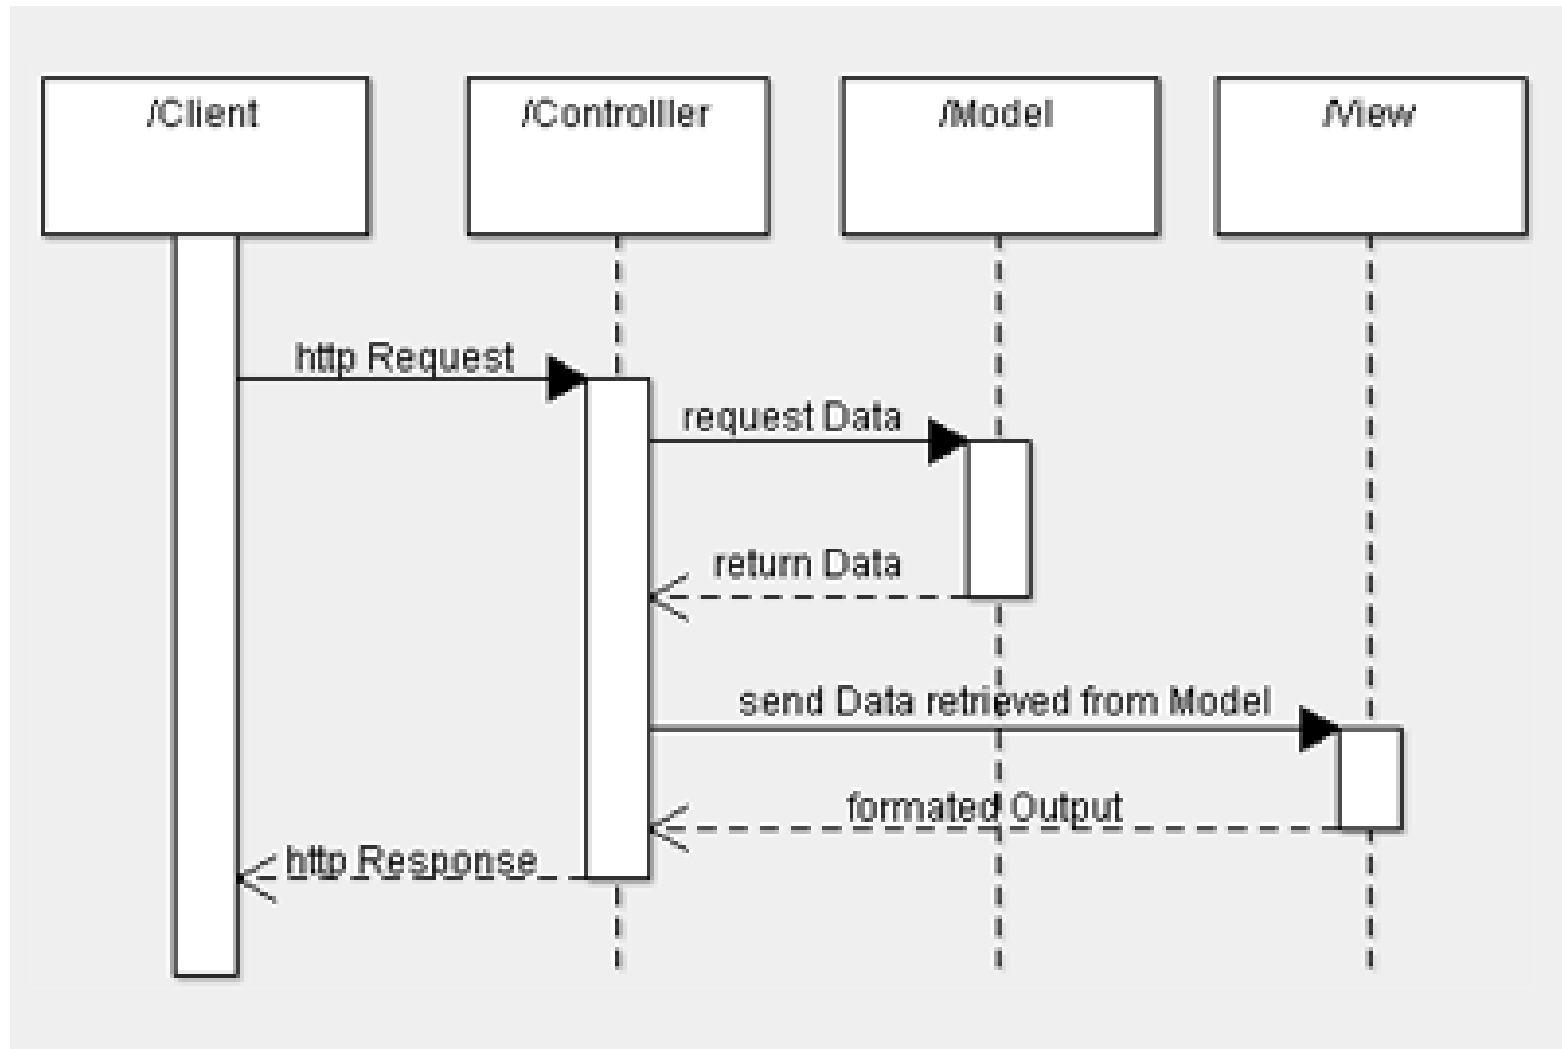 /Client
/Controlller
/Model
/View
http Request
request Data
return Data
send Data retrieved from Model
formated Output
http Response